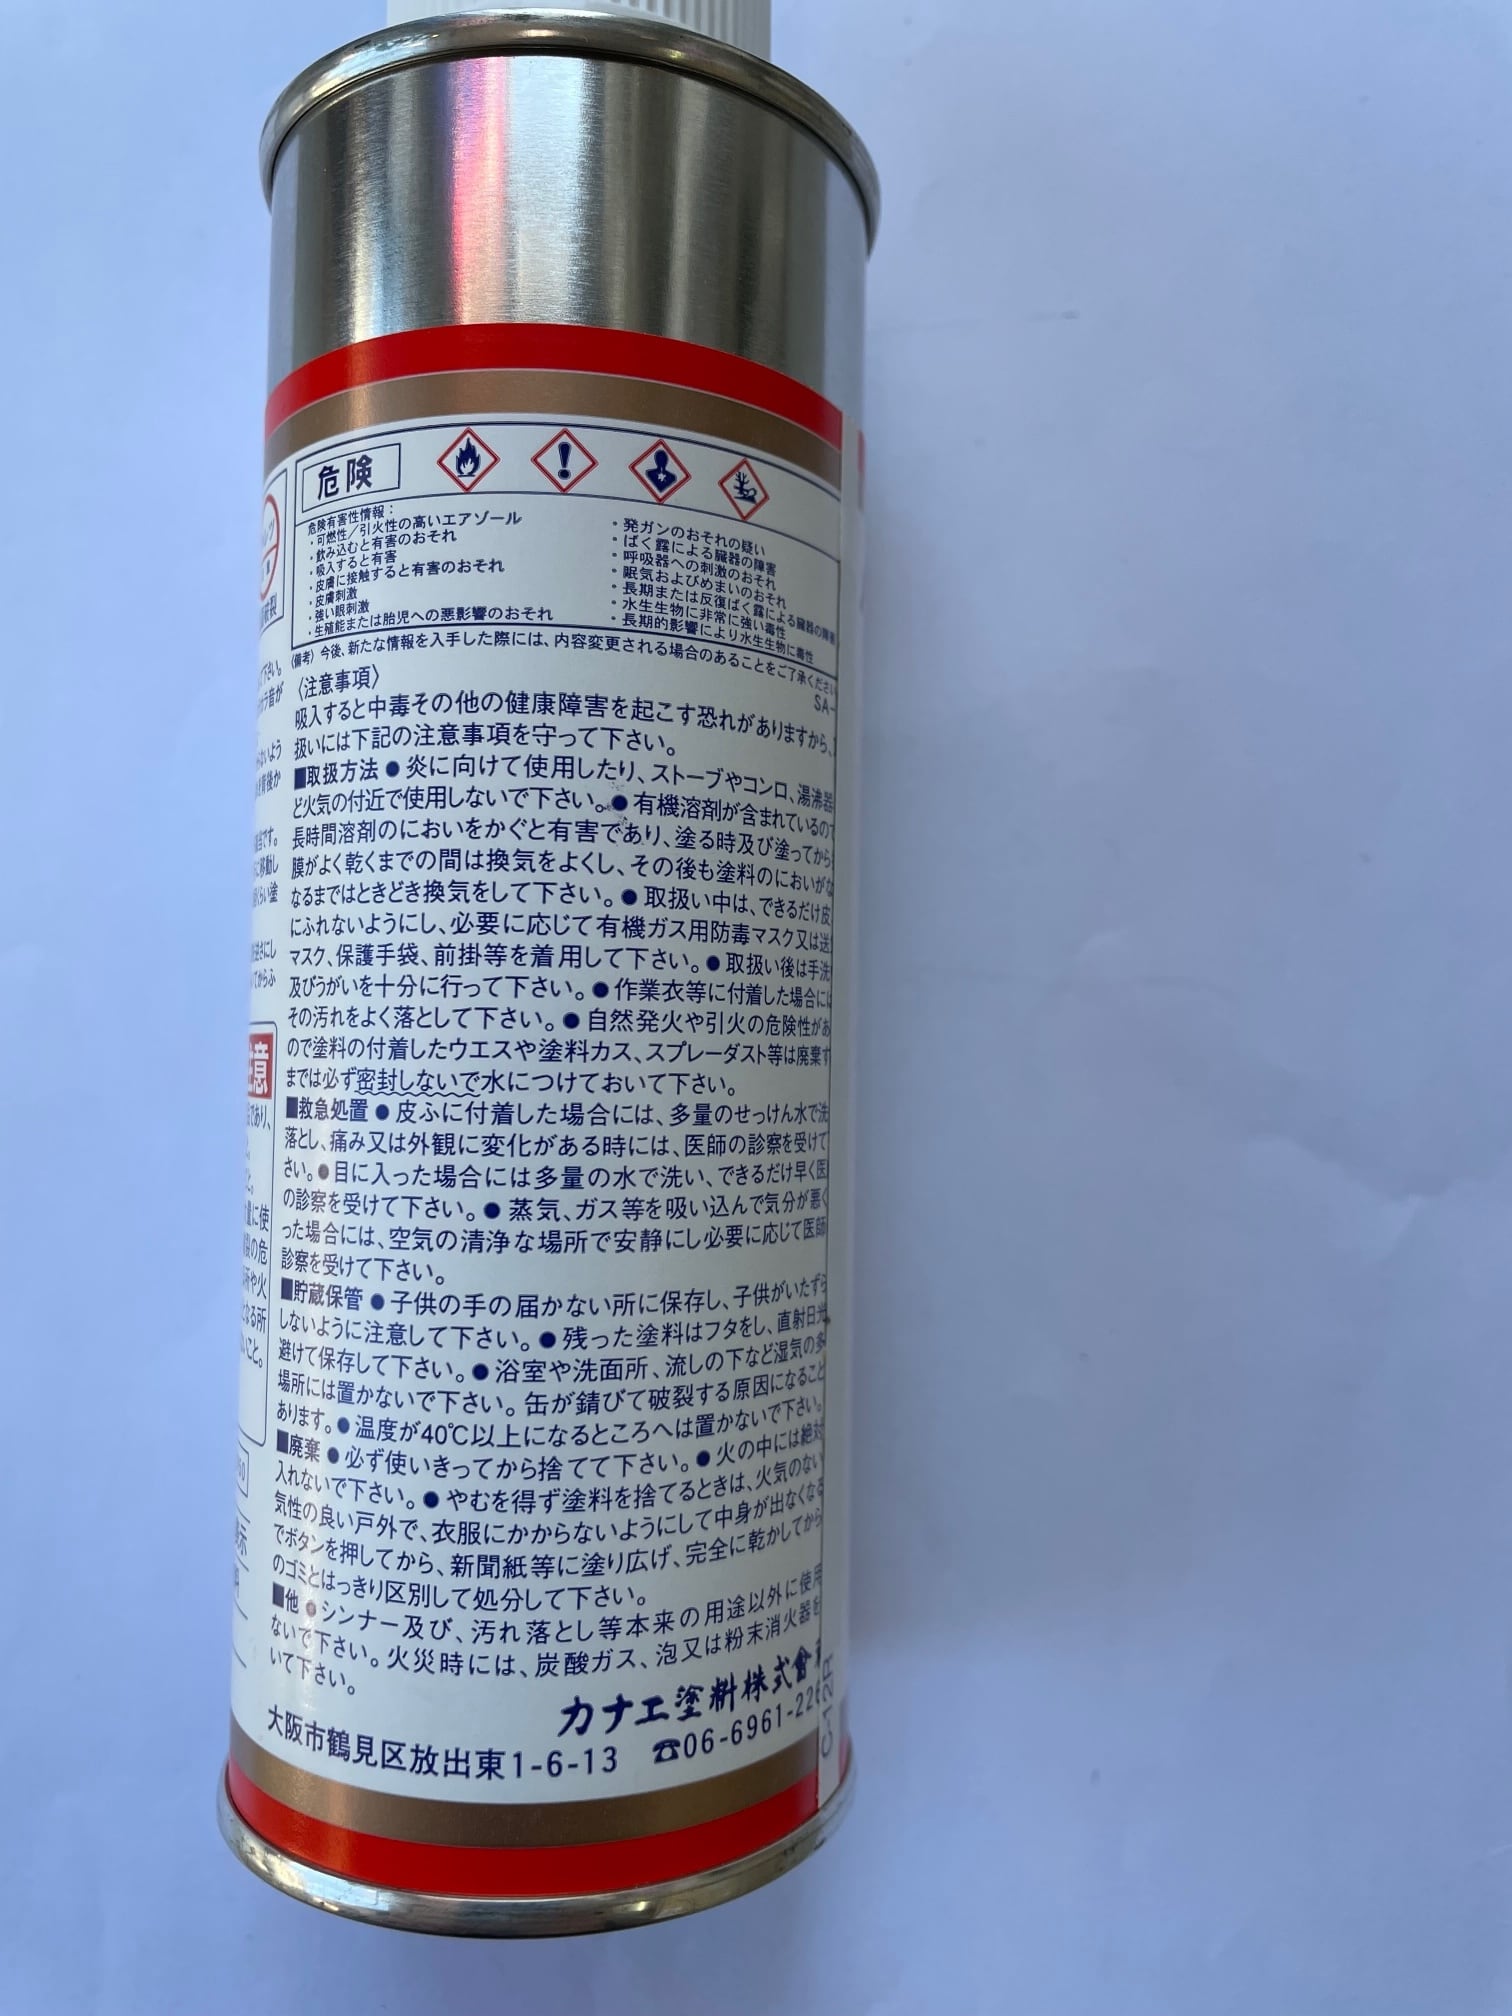 危険
危険有害性情報：
・可燃性／引火性の高いエアゾール
・飲み込むと有害のおそれ
・吸入すると有害
・皮膚に接触すると有害のおそれ
・皮膚刺激
・強い眼刺激
・生殖能または胎児への悪影響のおそれ
・発ガンのおそれの疑い
・ばく露による臓器の障害
・呼吸器への刺激のおそれ
・眠気およびめまいのおそれ
・長期または反復ばく露による臓器の障害
・水生生物に非常に強い毒性
・長期的影響により水生生物に毒性
〈備考〉今後、新たな情報を入手した際には、内容変更される場合のあることをご了承ください
SA-
〈注意事項〉
吸入すると中毒その他の健康障害を起こす恐れがありますから、
扱いには下記の注意事項を守って下さい。
■取扱方法●炎に向けて使用したり、ストーブやコンロ、湯沸器
ど火気の付近で使用しないで下さい。●有機溶剤が含まれているので
長時間溶剤のにおいをかぐと有害であり、塗る時及び塗ってから
膜がよく乾くまでの間は換気をよくし、その後も塗料のにおいがな
なるまではときどき換気をして下さい。●取扱い中は、できるだけ皮
にふれないようにし、必要に応じて有機ガス用防毒マスク又は送
マスク、保護手袋、前掛等を着用して下さい。●取扱い後は手洗
及びうがいを十分に行って下さい。●作業衣等に付着した場合に
その汚れをよく落として下さい。●自然発火や引火の危険性があ
ので塗料の付着したウエスや塗料カス、スプレーダスト等は廃棄す
までは必ず密封しないで水につけておいて下さい。
■救急処置●皮ふに付着した場合には、多量のせっけん水で洗
落とし、痛み又は外観に変化がある時には、医師の診察を受けて
さい。●目に入った場合には多量の水で洗い、できるだけ早く医
の診察を受けて下さい。●蒸気、ガス等を吸い込んで気分が悪く
った場合には、空気の清浄な場所で安静にし必要に応じて医師
診察を受けて下さい。
■貯蔵保管●子供の手の届かない所に保存し、子供がいたずら
しないように注意して下さい。●残った塗料はフタをし、直射日光
避けて保存して下さい。●浴室や洗面所、流しの下など湿気の多
場所には置かないで下さい。缶が錆びて破裂する原因になること
あります。●温度が40℃以上になるところへは置かないで下さい。
■廃棄●必ず使いきってから捨てて下さい。●火の中には絶対
入れないで下さい。●やむを得ず塗料を捨てるときは、火気のない
気性の良い戸外で、衣服にかからないようにして中身が出なくなる
でボタンを押してから、新聞紙等に塗り広げ、完全に乾かしてから
のゴミとはっきり区別して処分して下さい。
■他●シンナー及び、汚れ落とし等本来の用途以外に使用
ないで下さい。火災時には、炭酸ガス、泡又は粉末消火器を
いて下さい。
カナエ塗料株式會
大阪市鶴見区放出東1-6-13 ☎06-6961-226
C-12R